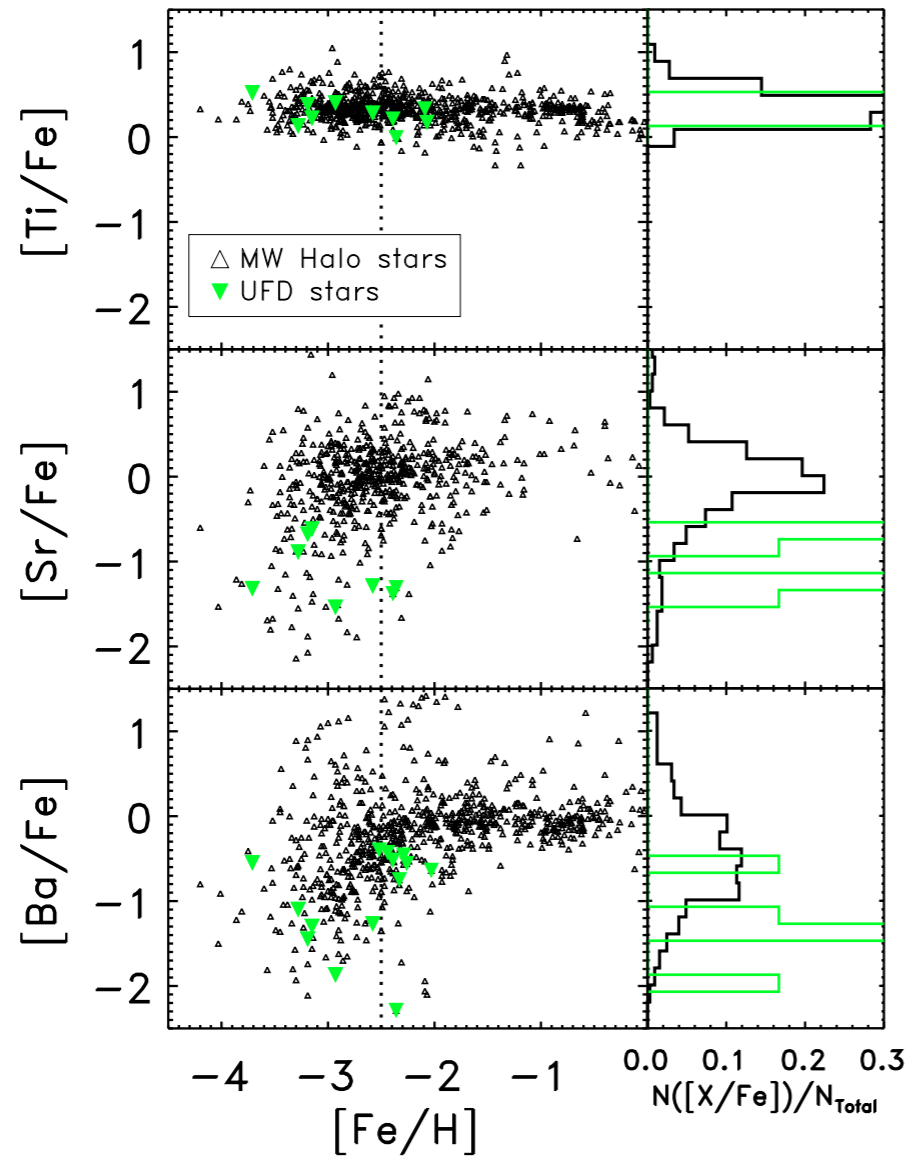 [Ti/Fe]
1
0
−1
−2
△ MW Halo stars
▼ UFD stars
[Sr/Fe]
1
0
−1
−2
[Ba/Fe]
1
0
−1
−2
−4 −3 −2 −1
[Fe/H]
0.0 0.1 0.2 0.3
N([X/Fe])/N_Total